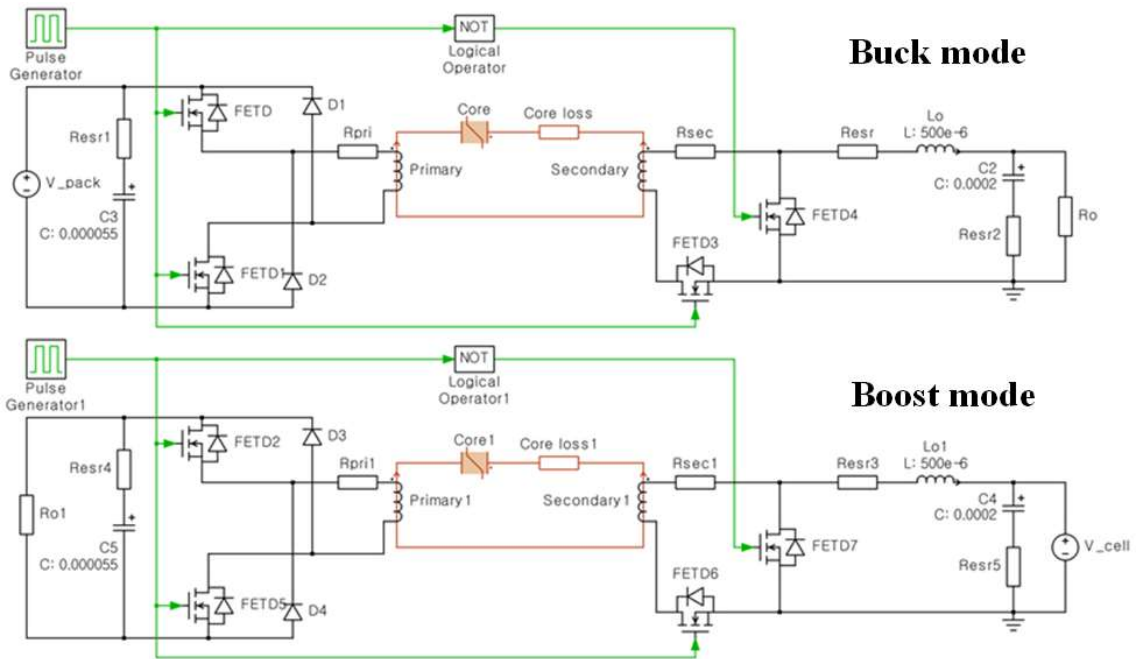 Pulse
Generator
NOT
Logical
Operator
Buck mode
FETD
D1
Resr1
V_pack
C3
C: 0.000055
FETD1
D2
Rpri
Core
Core loss
Primary
Secondary
Rsec
FETD4
FETD3
Resr
Lo
L: 500e-6
C2
C: 0.0002
Resr2
Ro
Pulse
Generator1
NOT
Logical
Operator1
Boost mode
FETD2
D3
Resr4
Ro1
C5
C: 0.000055
FETD5
D4
Rpri1
Core1
Core loss1
Primary1
Secondary1
Rsec1
FETD7
FETD6
Resr3
Lo1
L: 500e-6
C4
C: 0.0002
Resr5
V_cell